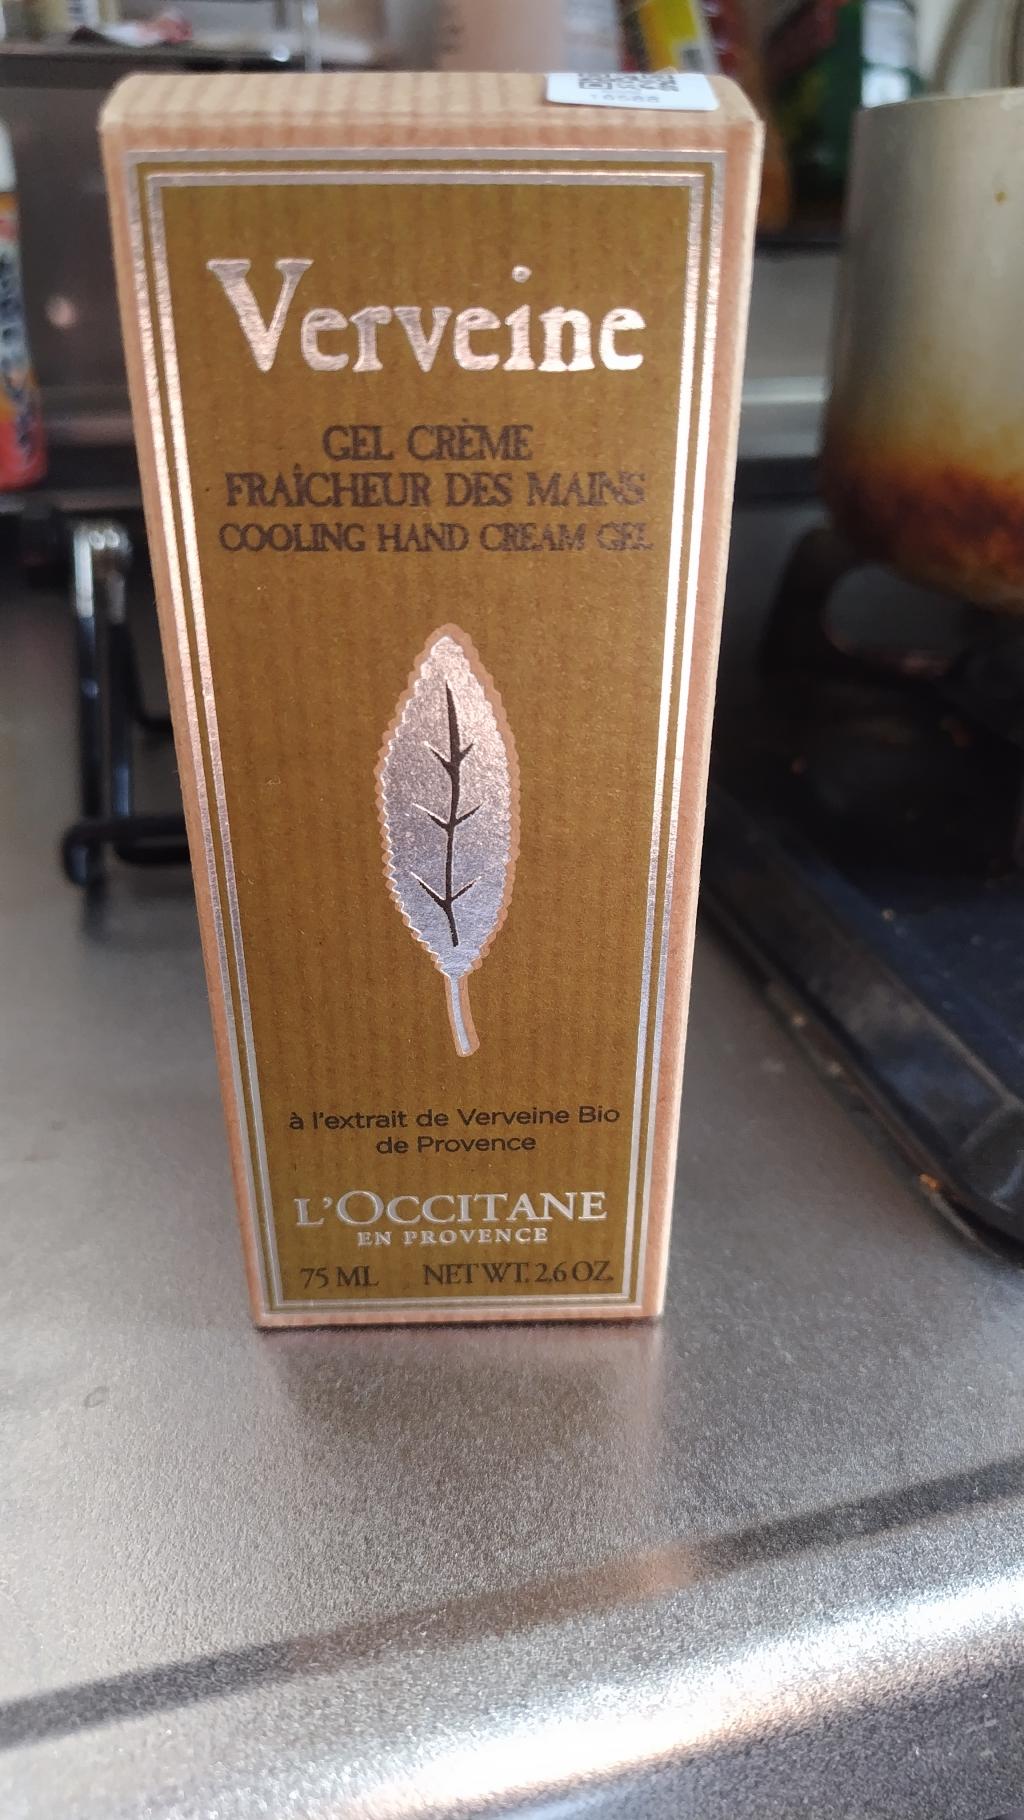 Verveine
GEL CRÈME
FRAÎCHEUR DES MAINS
COOLING HAND CREAM GEL
à l'extrait de Verveine Bio
de Provence
L'OCCITANE
EN PROVENCE
75 ML NET WT. 2.6 OZ.